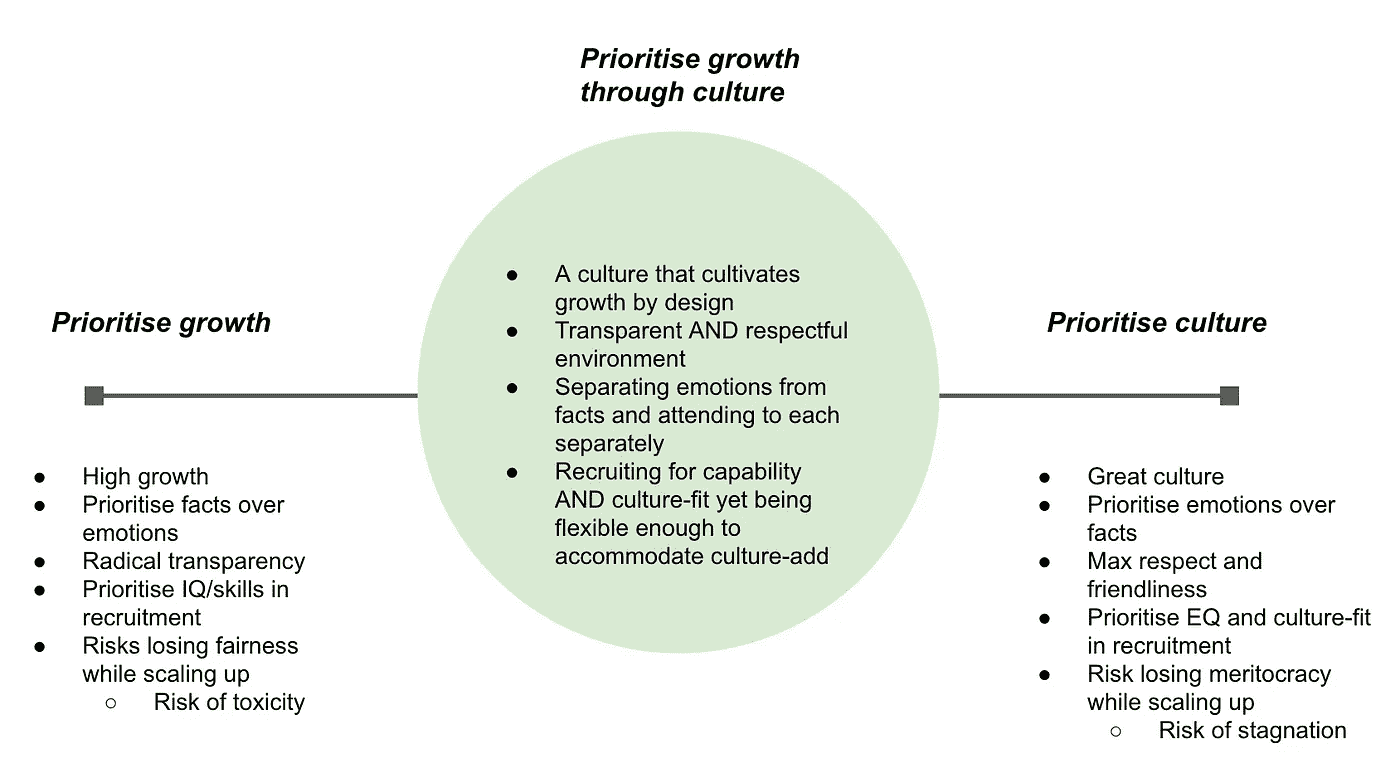 Prioritise growth
through culture
● A culture that cultivates
growth by design
● Transparent AND respectful
environment
● Separating emotions from
facts and attending to each
separately
● Recruiting for capability
AND culture-fit yet being
flexible enough to
accommodate culture-add
Prioritise growth
● High growth
● Prioritise facts over
emotions
● Radical transparency
● Prioritise IQ/skills in
recruitment
● Risks losing fairness
while scaling up
○ Risk of toxicity
Prioritise culture
● Great culture
● Prioritise emotions over
facts
● Max respect and
friendliness
● Prioritise EQ and culture-fit
in recruitment
● Risk losing meritocracy
while scaling up
○ Risk of stagnation